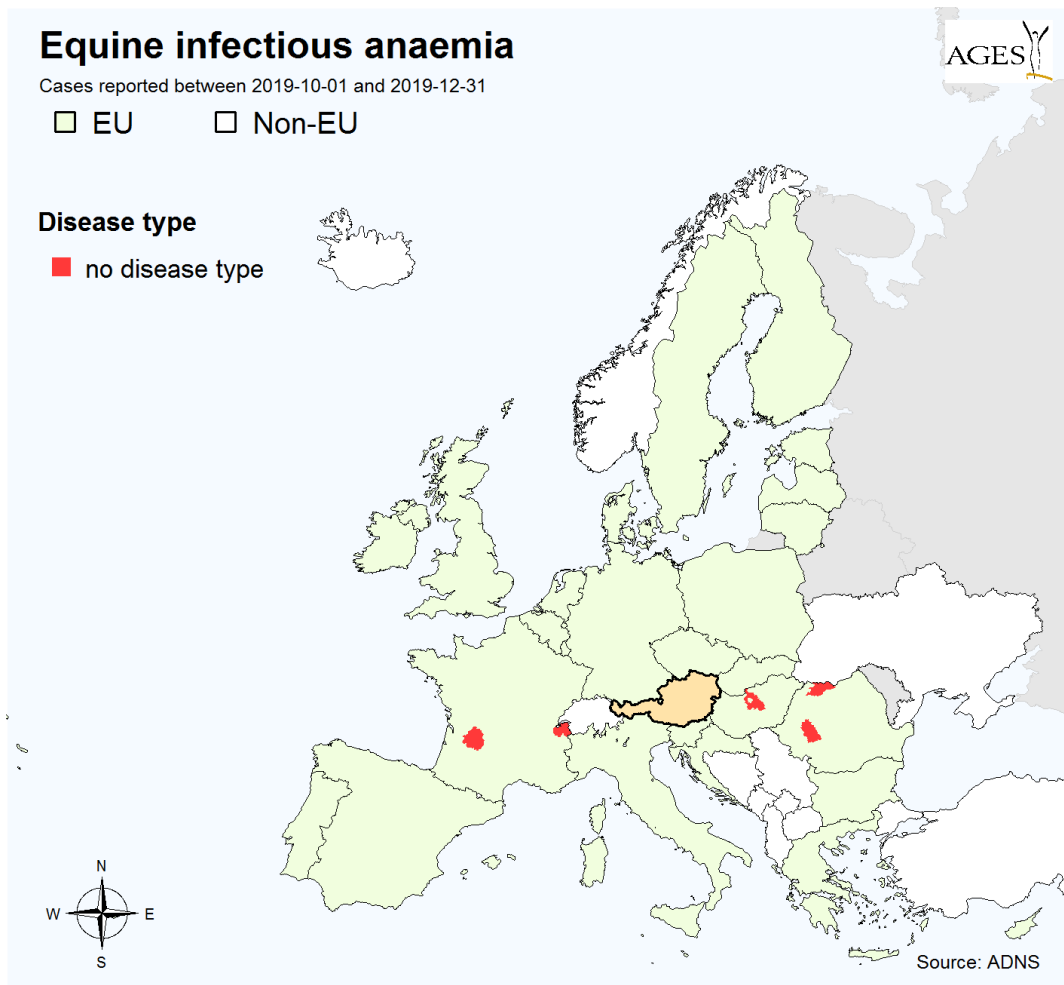 Equine infectious anaemia
Cases reported between 2019-10-01 and 2019-12-31
EU Non-EU
AGES
Disease type
no disease type
N
W E
S
Source: ADNS